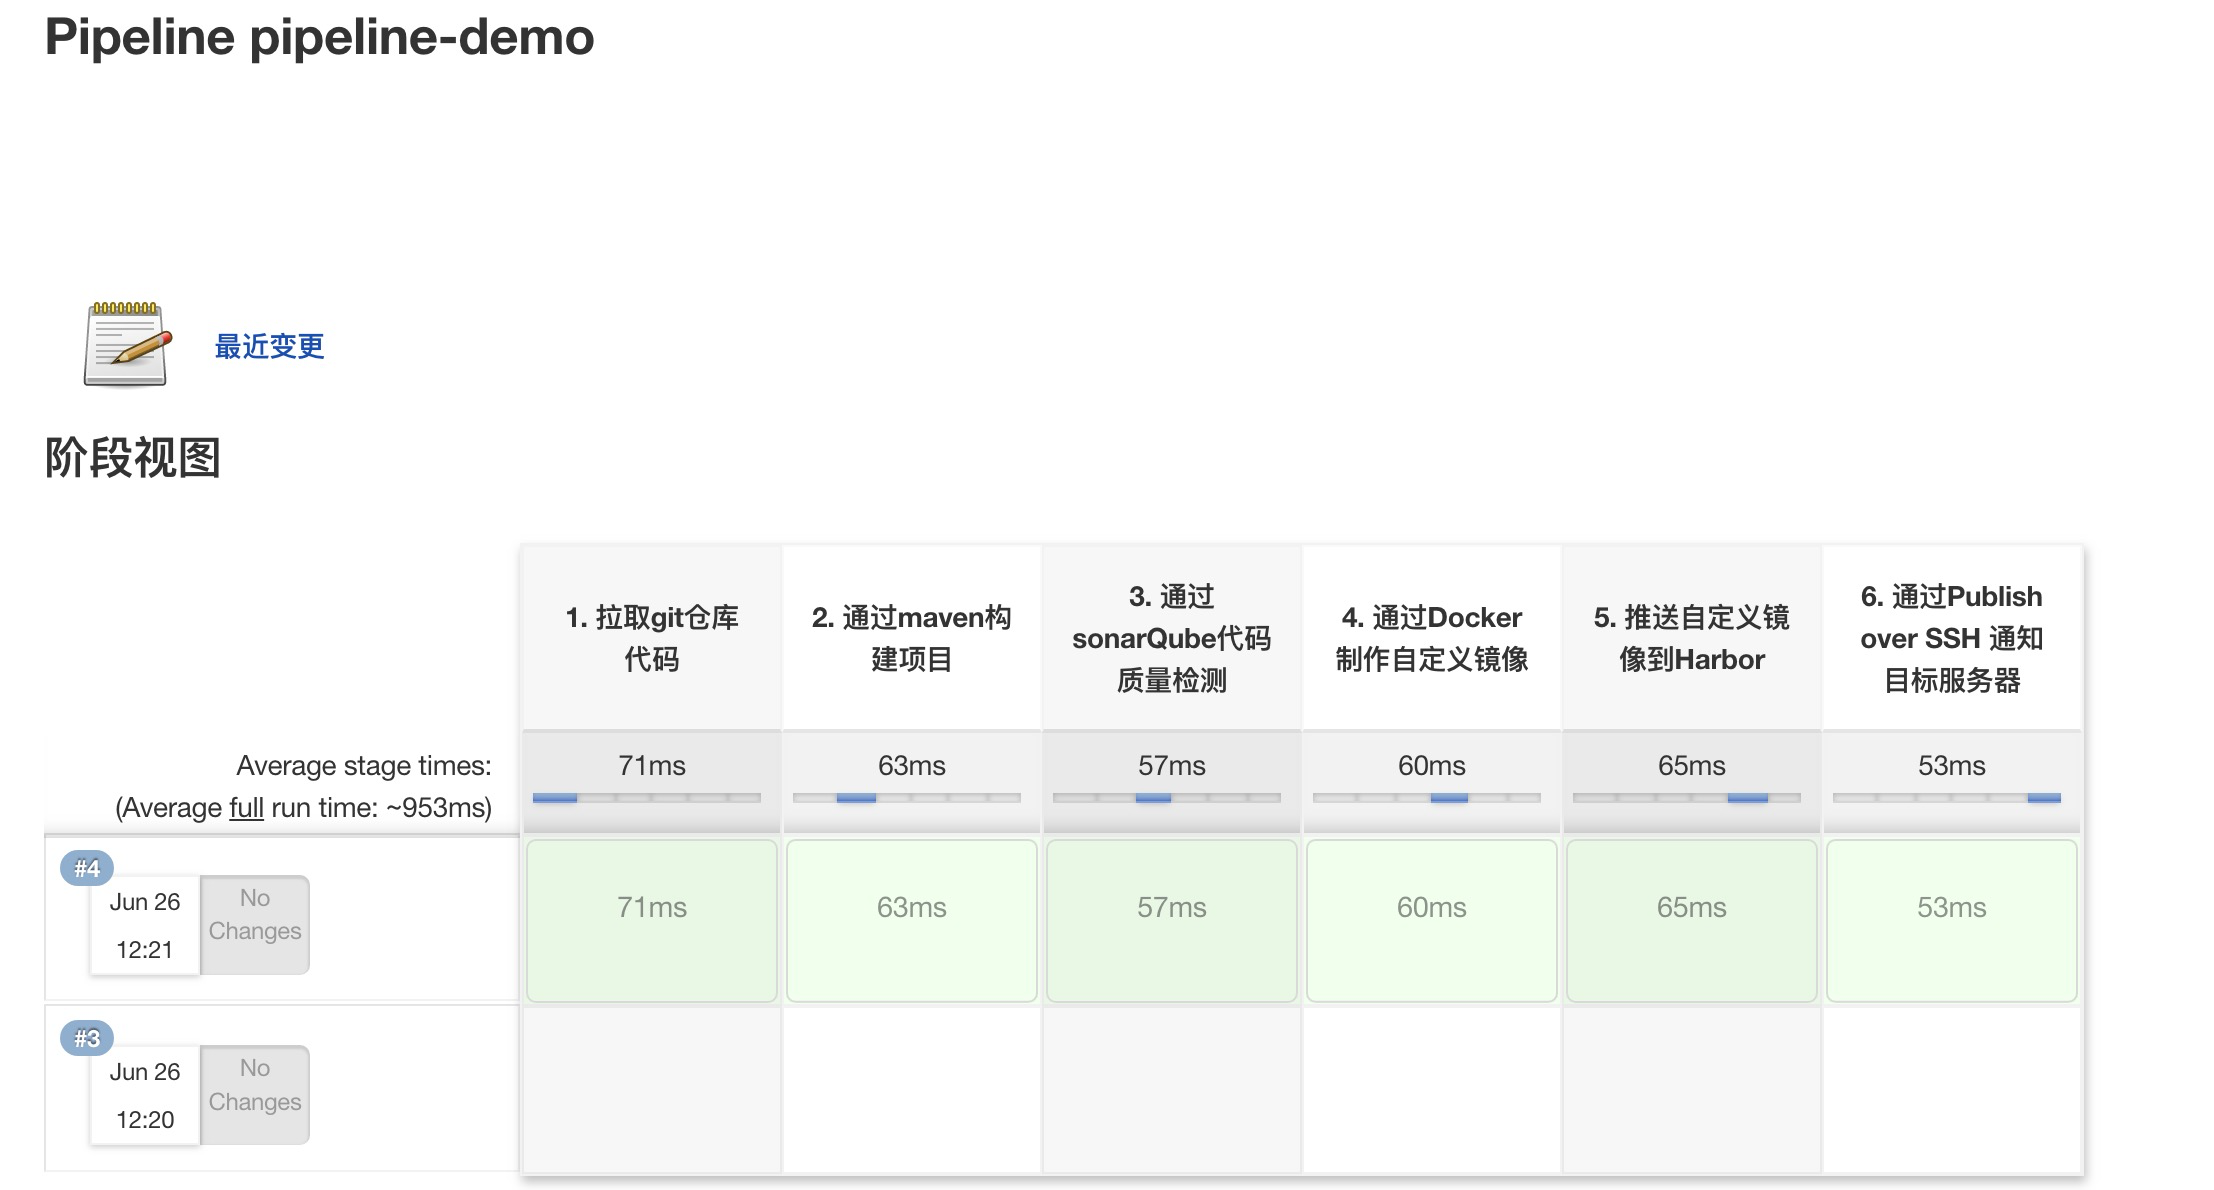 Pipeline pipeline-demo
最近变更
阶段视图
1. 拉取git仓库
代码
2. 通过maven构
建项目
3. 通过
sonarQube代码
质量检测
4. 通过Docker
制作自定义镜像
5. 推送自定义镜
像到Harbor
6. 通过Publish
over SSH 通知
目标服务器
Average stage times:
(Average full run time: ~953ms)
71ms
63ms
57ms
60ms
65ms
53ms
#4
Jun 26
12:21
No
Changes
71ms
63ms
57ms
60ms
65ms
53ms
#3
Jun 26
12:20
No
Changes